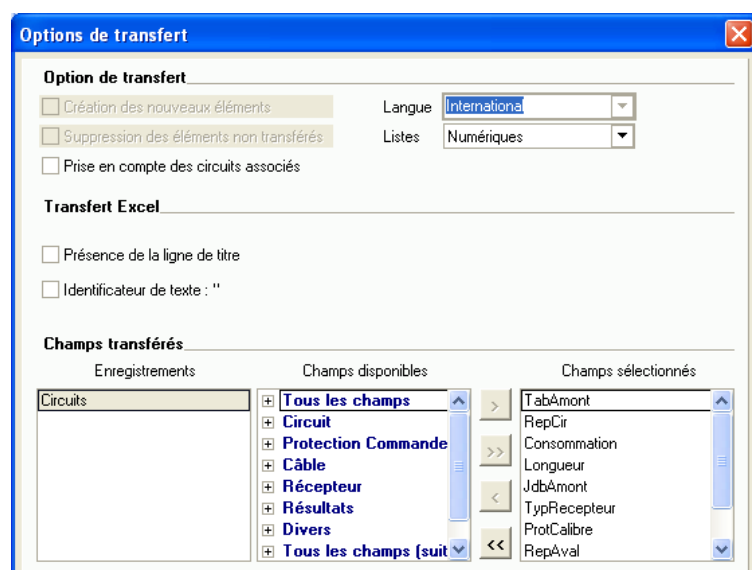 Options de transfert
Option de transfert
Création des nouveaux éléments
Langue International
Suppression des éléments non transférés
Listes Numériques
Prise en compte des circuits associés
Transfert Excel
Présence de la ligne de titre
Identificateur de texte : "
Champs transférés
Enregistrements Champs disponibles Champs sélectionnés
Circuits
Tous les champs
Circuit
Protection Commande
Câble
Récepteur
Résultats
Divers
Tous les champs (suit
>
>>
<
<<
TabAmont
RepCir
Consommation
Longueur
JdbAmont
TypRecepteur
ProtCalibre
RepAval